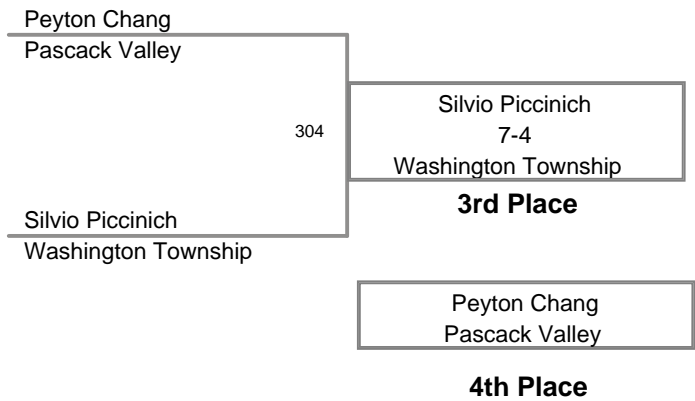 Peyton Chang
Pascack Valley
304
Silvio Piccinich
7-4
Washington Township
3rd Place
Silvio Piccinich
Washington Township
Peyton Chang
Pascack Valley
4th Place